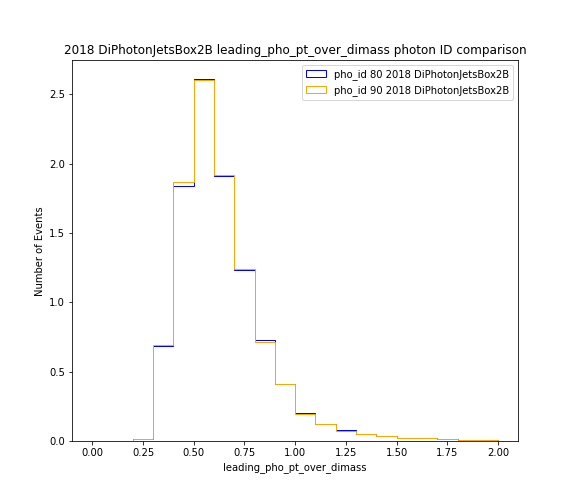 2018 DiPhotonJetsBox2B leading_pho_pt_over_dimass photon ID comparison
pho_id 80 2018 DiPhotonJetsBox2B
pho_id 90 2018 DiPhotonJetsBox2B
2.5
2.0
1.5
1.0
0.5
0.0
Number of Events
0.00 0.25 0.50 0.75 1.00 1.25 1.50 1.75 2.00
leading_pho_pt_over_dimass